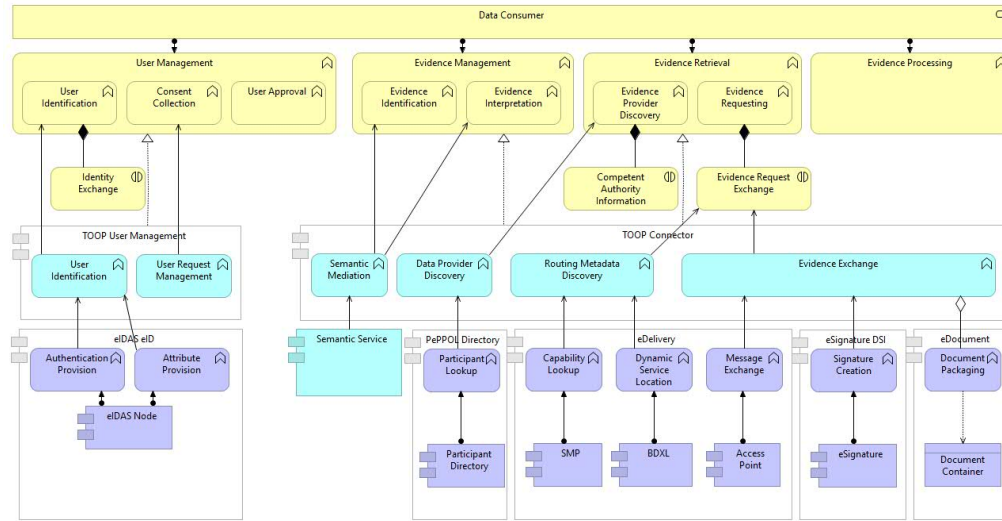 Data Consumer
User Management
Evidence Management
Evidence Retrieval
Evidence Processing
User
Identification
Consent
Collection
User Approval
Evidence
Identification
Evidence
Interpretation
Evidence
Provider
Discovery
Evidence
Requesting
Identity
Exchange
Competent
Authority
Information
Evidence Request
Exchange
TOOP User Management
TOOP Connector
User
Identification
User Request
Management
Semantic
Mediation
Data Provider
Discovery
Routing Metadata
Discovery
Evidence Exchange
eIDAS eID
Semantic Service
PePPOL Directory
eDelivery
eSignature DSI
eDocument
Authentication
Provision
Attribute
Provision
Participant
Lookup
Capability
Lookup
Dynamic
Service
Location
Message
Exchange
Signature
Creation
Document
Packaging
eIDAS Node
Participant
Directory
SMP
BDXL
Access
Point
eSignature
Document
Container